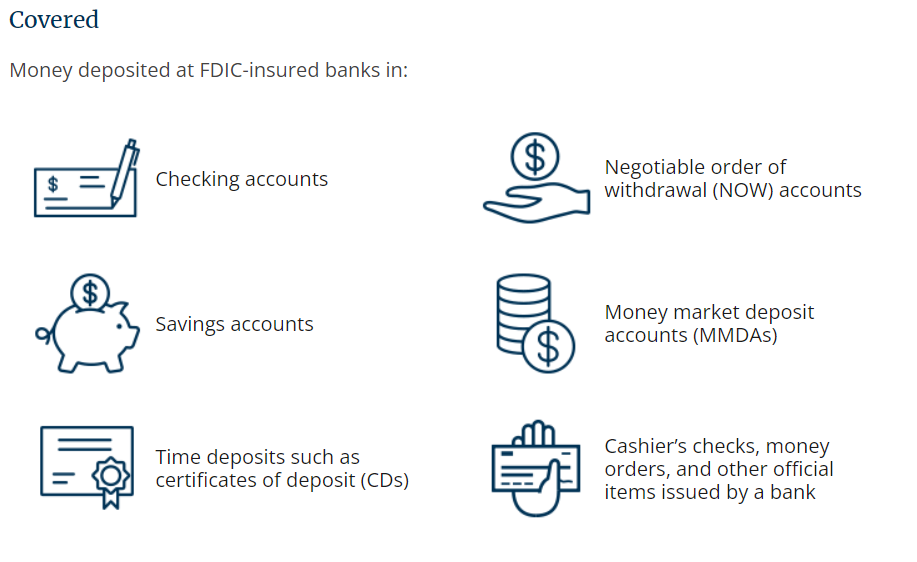 Covered
Money deposited at FDIC-insured banks in:
$
Checking accounts
$
Negotiable order of
withdrawal (NOW) accounts
$
Savings accounts
$
Money market deposit
accounts (MMDAs)
Time deposits such as
certificates of deposit (CDs)
Cashier’s checks, money
orders, and other official
items issued by a bank